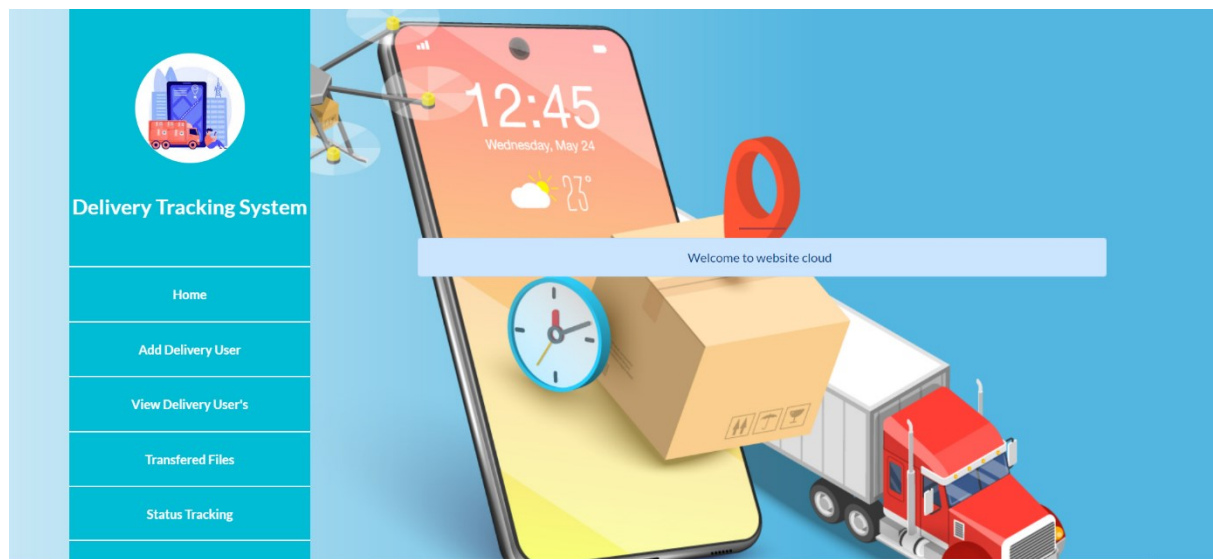 Delivery Tracking System
Home
Add Delivery User
View Delivery User's
Transfered Files
Status Tracking
12:45
Wednesday, May 24
23°
Welcome to website cloud